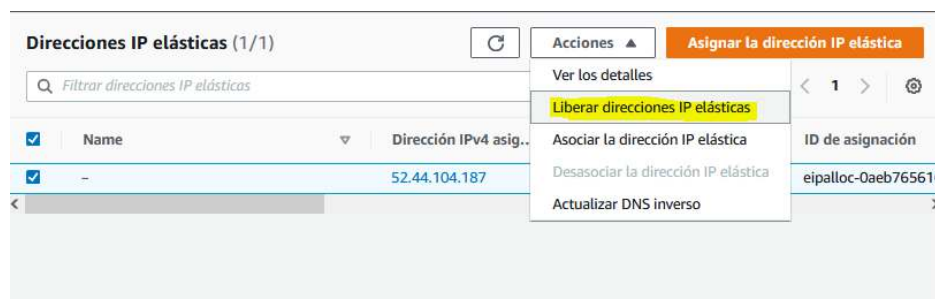 Direcciones IP elásticas (1/1)
Acciones
Asignar la dirección IP elástica
Filtrar direcciones IP elásticas
1
Ver los detalles
Liberar direcciones IP elásticas
Asociar la dirección IP elástica
Desasociar la dirección IP elástica
Actualizar DNS inverso
Name
Dirección IPv4 asig...
ID de asignación
-
52.44.104.187
eipalloc-0aeb76561